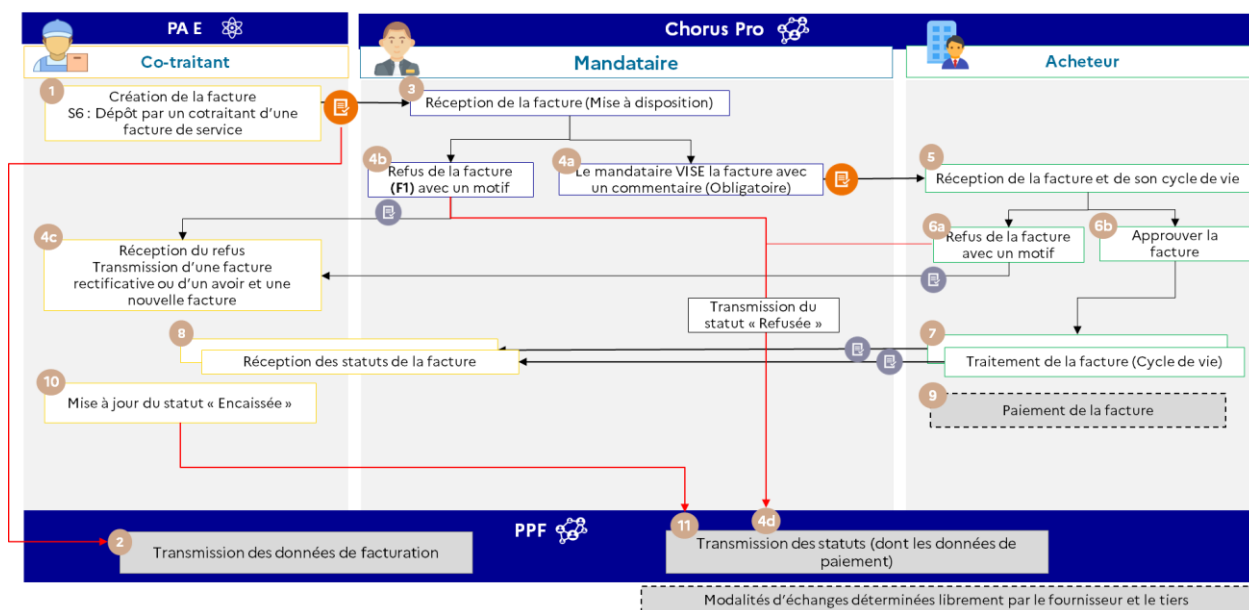 PA E
Chorus Pro
Co-traitant
Mandataire
Acheteur
1
Création de la facture
S6 : Dépôt par un cotraitant d’une
facture de service
3
Réception de la facture (Mise à disposition)
4b
Refus de la facture
(F1) avec un motif
4a
Le mandataire VISE la facture avec
un commentaire (Obligatoire)
5
Réception de la facture et de son cycle de vie
4c
Réception du refus
Transmission d’une facture
rectificative ou d’un avoir et une
nouvelle facture
6a
Refus de la facture
avec un motif
6b
Approuver la
facture
Transmission du
statut « Refusée »
8
Réception des statuts de la facture
7
Traitement de la facture (Cycle de vie)
10
Mise à jour du statut « Encaissée »
9
Paiement de la facture
PPF
2
Transmission des données de facturation
11
4d
Transmission des statuts (dont les données de
paiement)
Modalités d’échanges déterminées librement par le fournisseur et le tiers